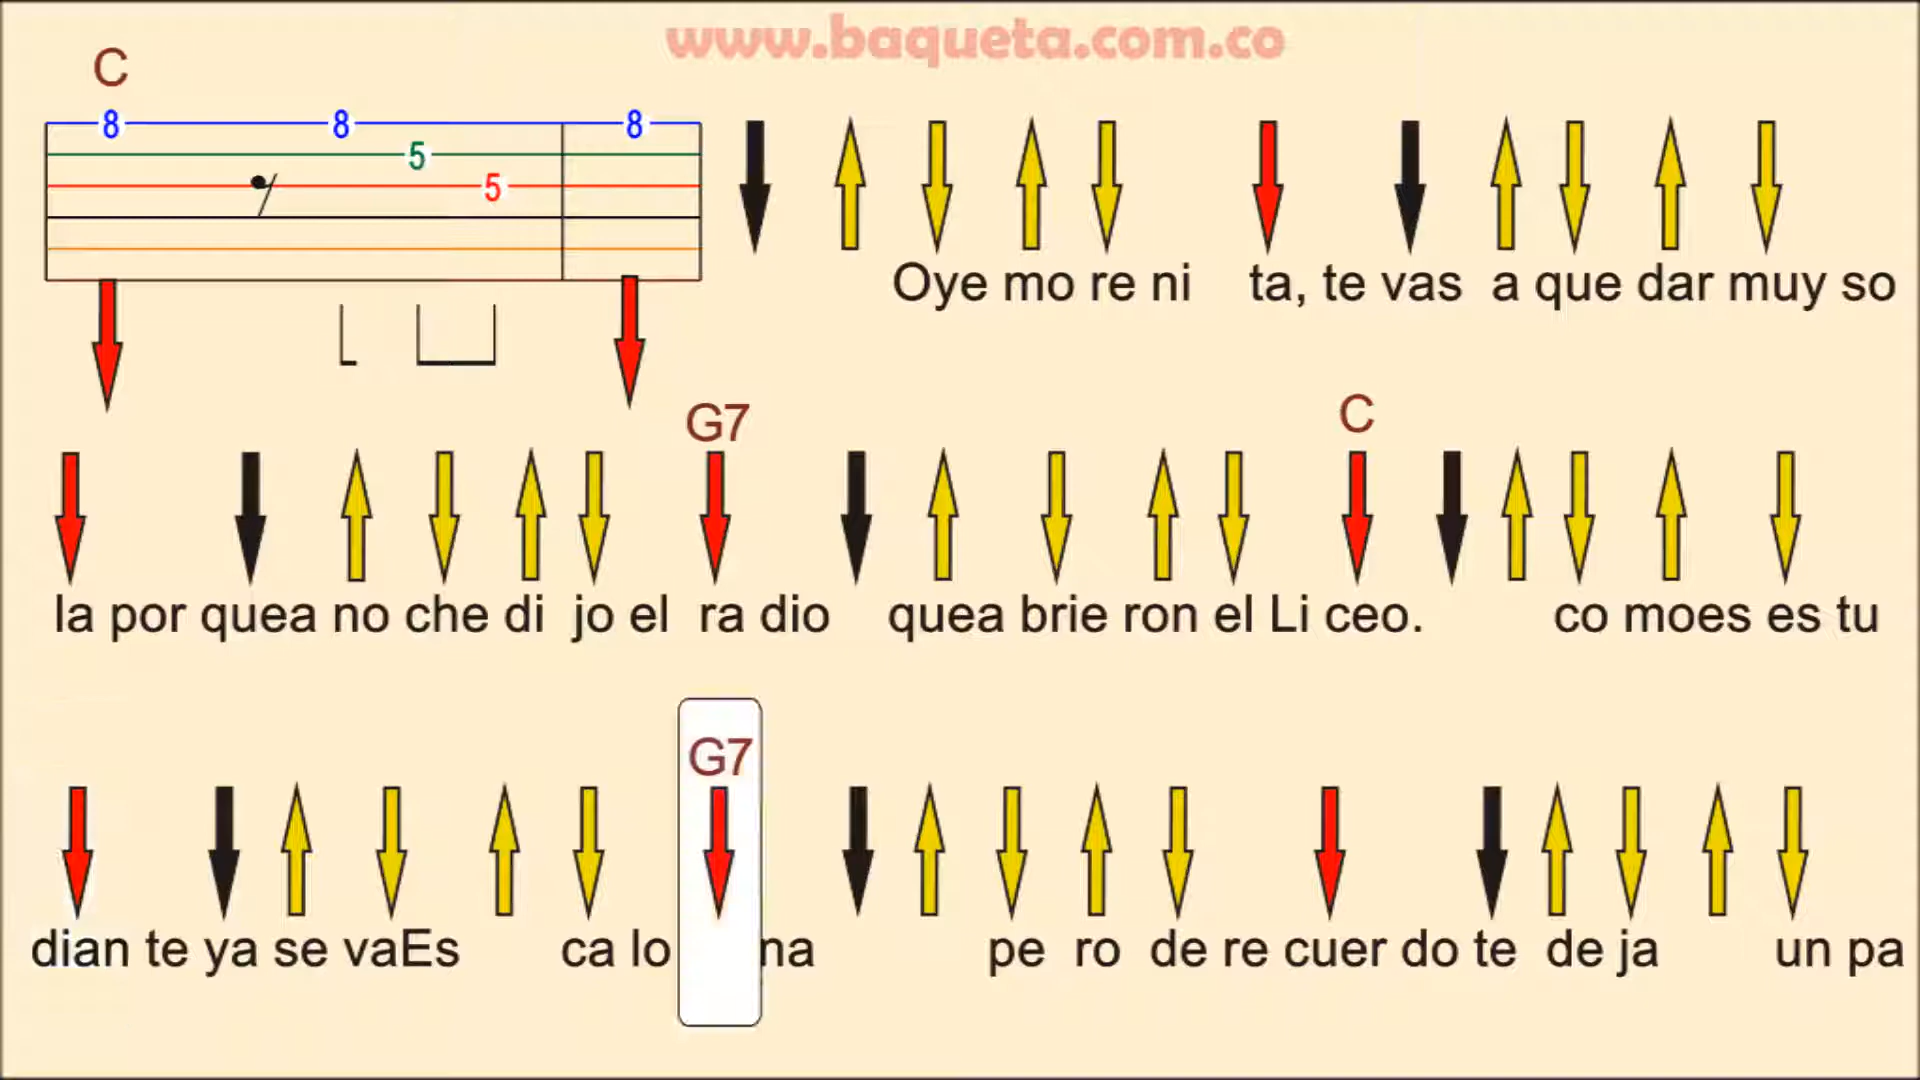 www.baqueta.com.co
C
8 8 8
5
5
Oye mo re ni ta, te vas a que dar muy so
G7 C
la por quea no che di jo el ra dio quea brie ron el Li ceo. co moes es tu
G7
dian te ya se vaEs ca lo na pe ro de re cuer do te de ja un pa